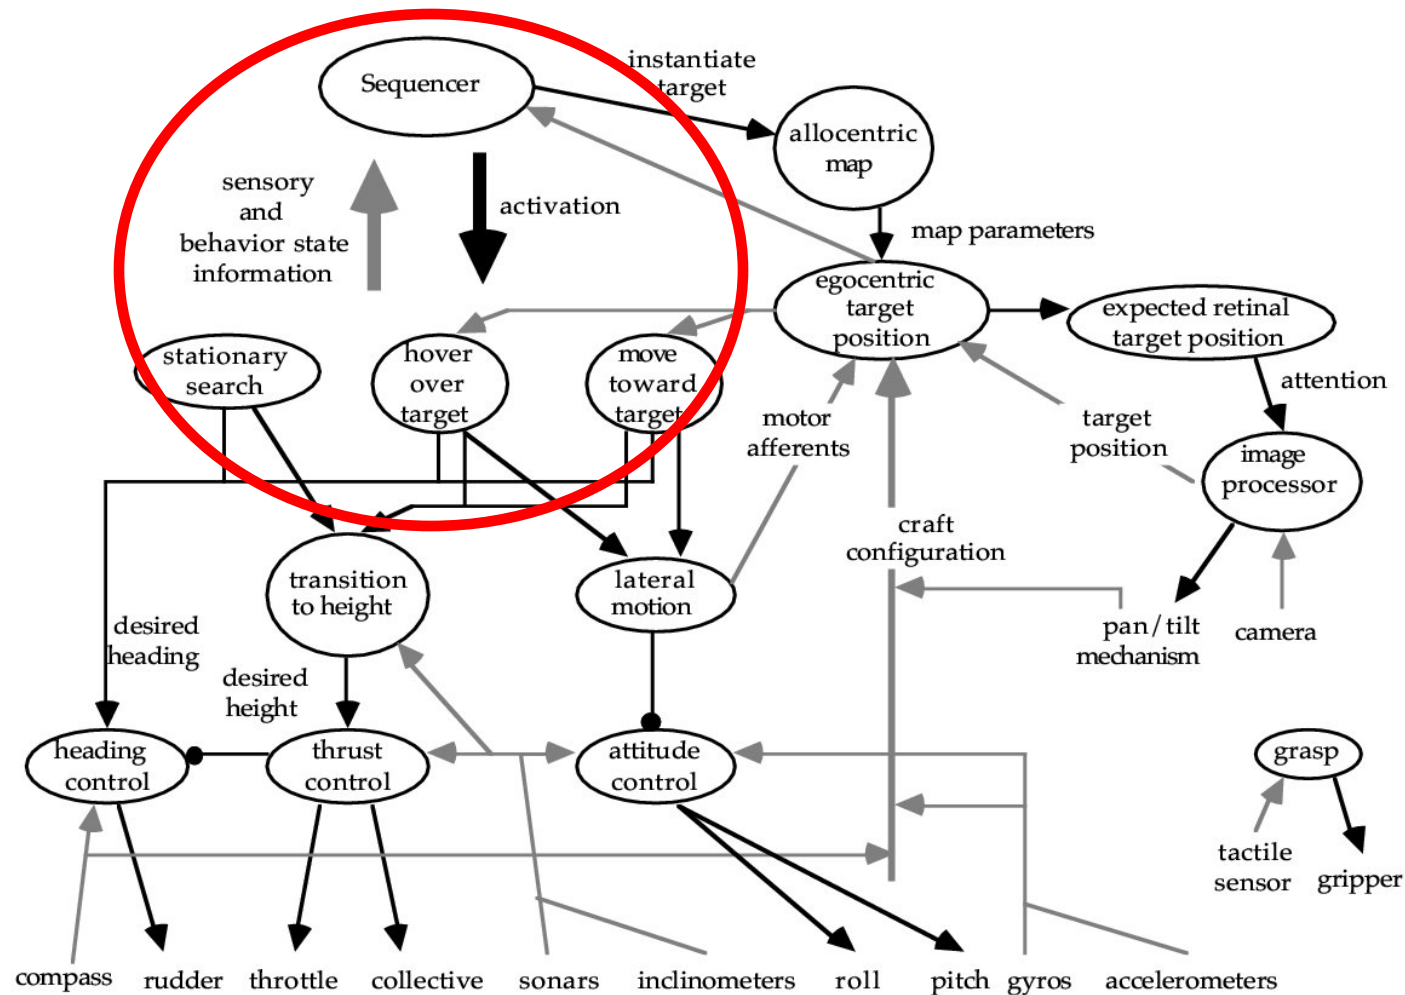 Sequencer
instantiate
target
allocentric
map
sensory
and
behavior state
information
activation
map parameters
egocentric
target
position
expected retinal
target position
stationary
search
hover
over
target
move
toward
target
attention
motor
afferents
target
position
image
processor
craft
configuration
transition
to height
lateral
motion
desired
heading
pan/tilt
mechanism
camera
desired
height
heading
control
thrust
control
attitude
control
grasp
tactile
sensor
gripper
compass
rudder
throttle
collective
sonars
inclinometers
roll
pitch
gyros
accelerometers